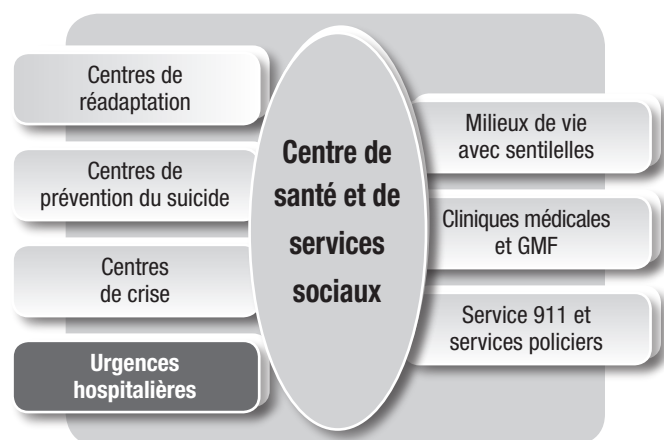 Centres de
réadaptation
Centres de
prévention du suicide
Centres
de crise
Urgences
hospitalières
Centre de
santé et de
services
sociaux
Milieux de vie
avec sentilelles
Cliniques médicales
et GMF
Service 911 et
services policiers